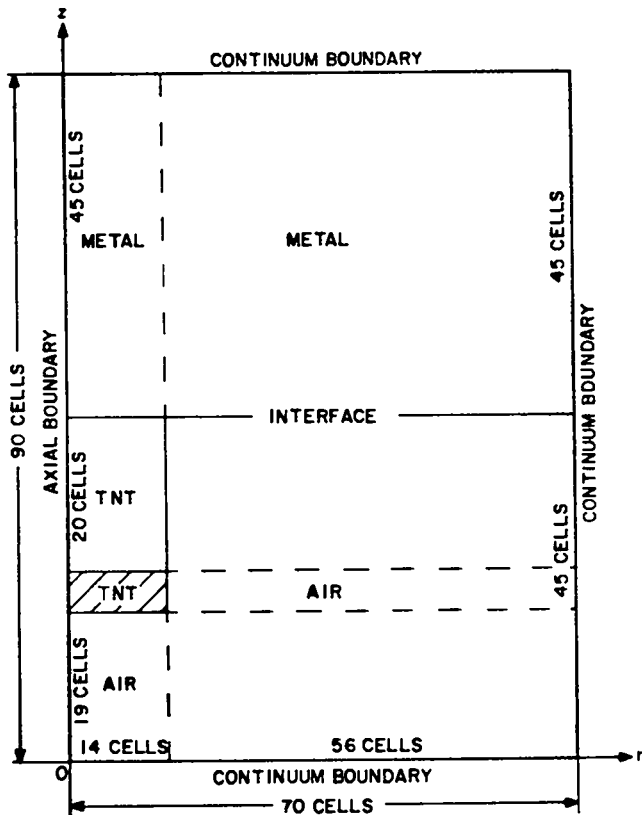 z
CONTINUUM BOUNDARY
45 CELLS
METAL
METAL
45 CELLS
90 CELLS
AXIAL BOUNDARY
INTERFACE
CONTINUUM BOUNDARY
20 CELLS
TNT
45 CELLS
TNT
AIR
19 CELLS
AIR
14 CELLS
56 CELLS
r
O
CONTINUUM BOUNDARY
70 CELLS